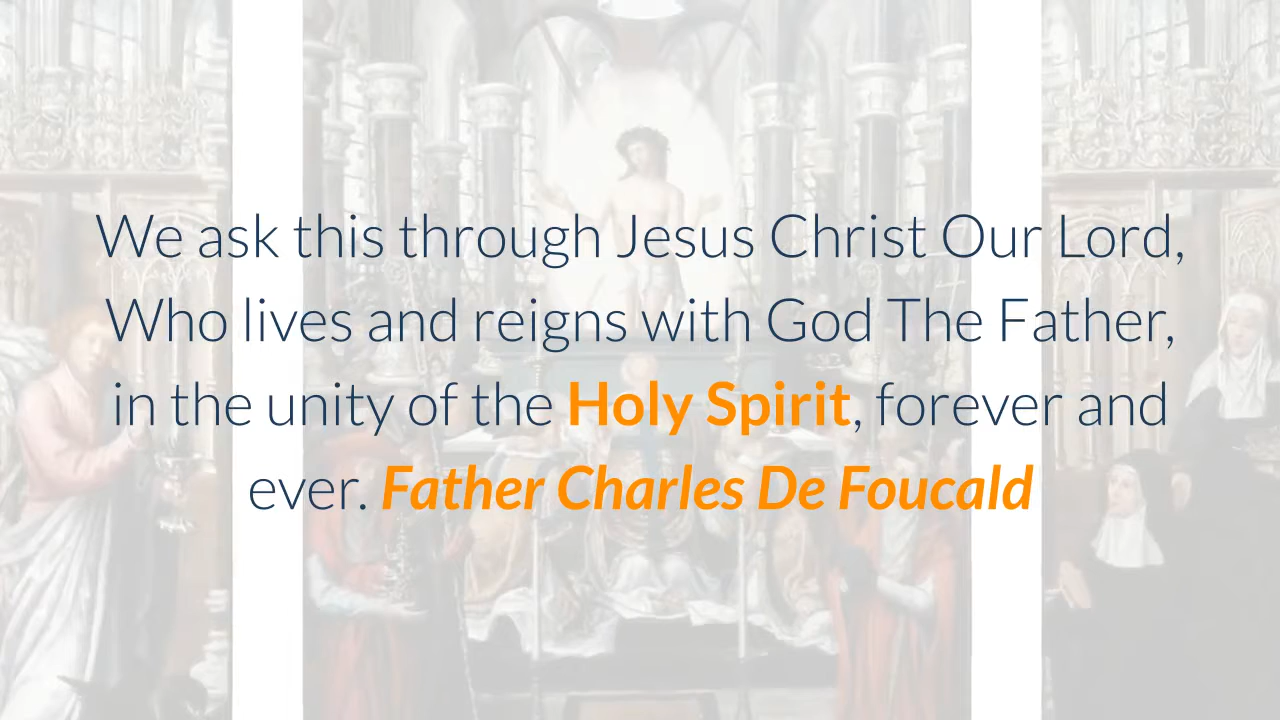 We ask this through Jesus Christ Our Lord,
Who lives and reigns with God The Father,
in the unity of the Holy Spirit, forever and
ever. Father Charles De Foucald